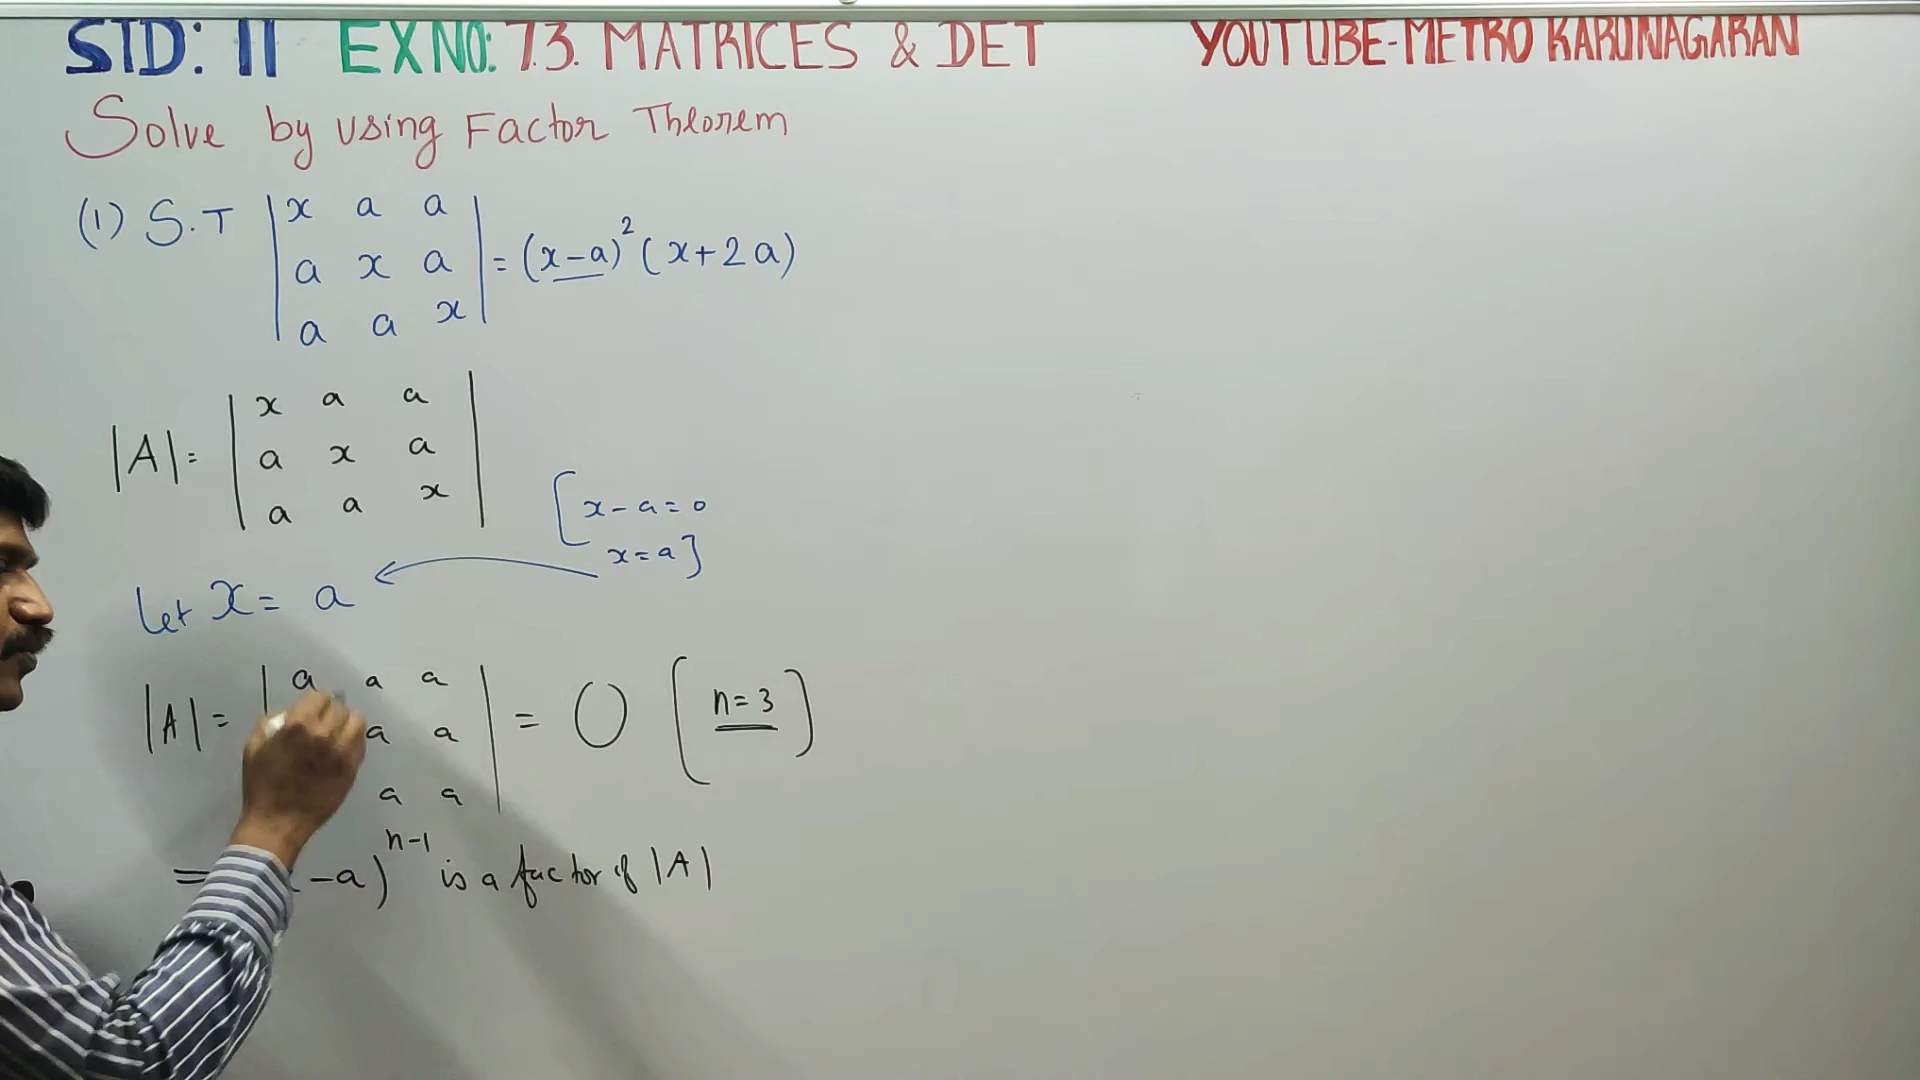 STD: 11 EXNO: 7.3. MATRICES & DET YOUTUBE-METRO KARUNAGARAN
Solve by using Factor Theorem
(1) S.T | x a a |
| a x a | = (x-a)² (x+2a)
| a a x |
| x a a |
|A| = | a x a |
| a a x |
[x-a=0
x=a]
Let x = a
| a a a |
|A| = | a a | = 0 [n=3]
a a |
= -a)ⁿ⁻¹ is a factor of |A|